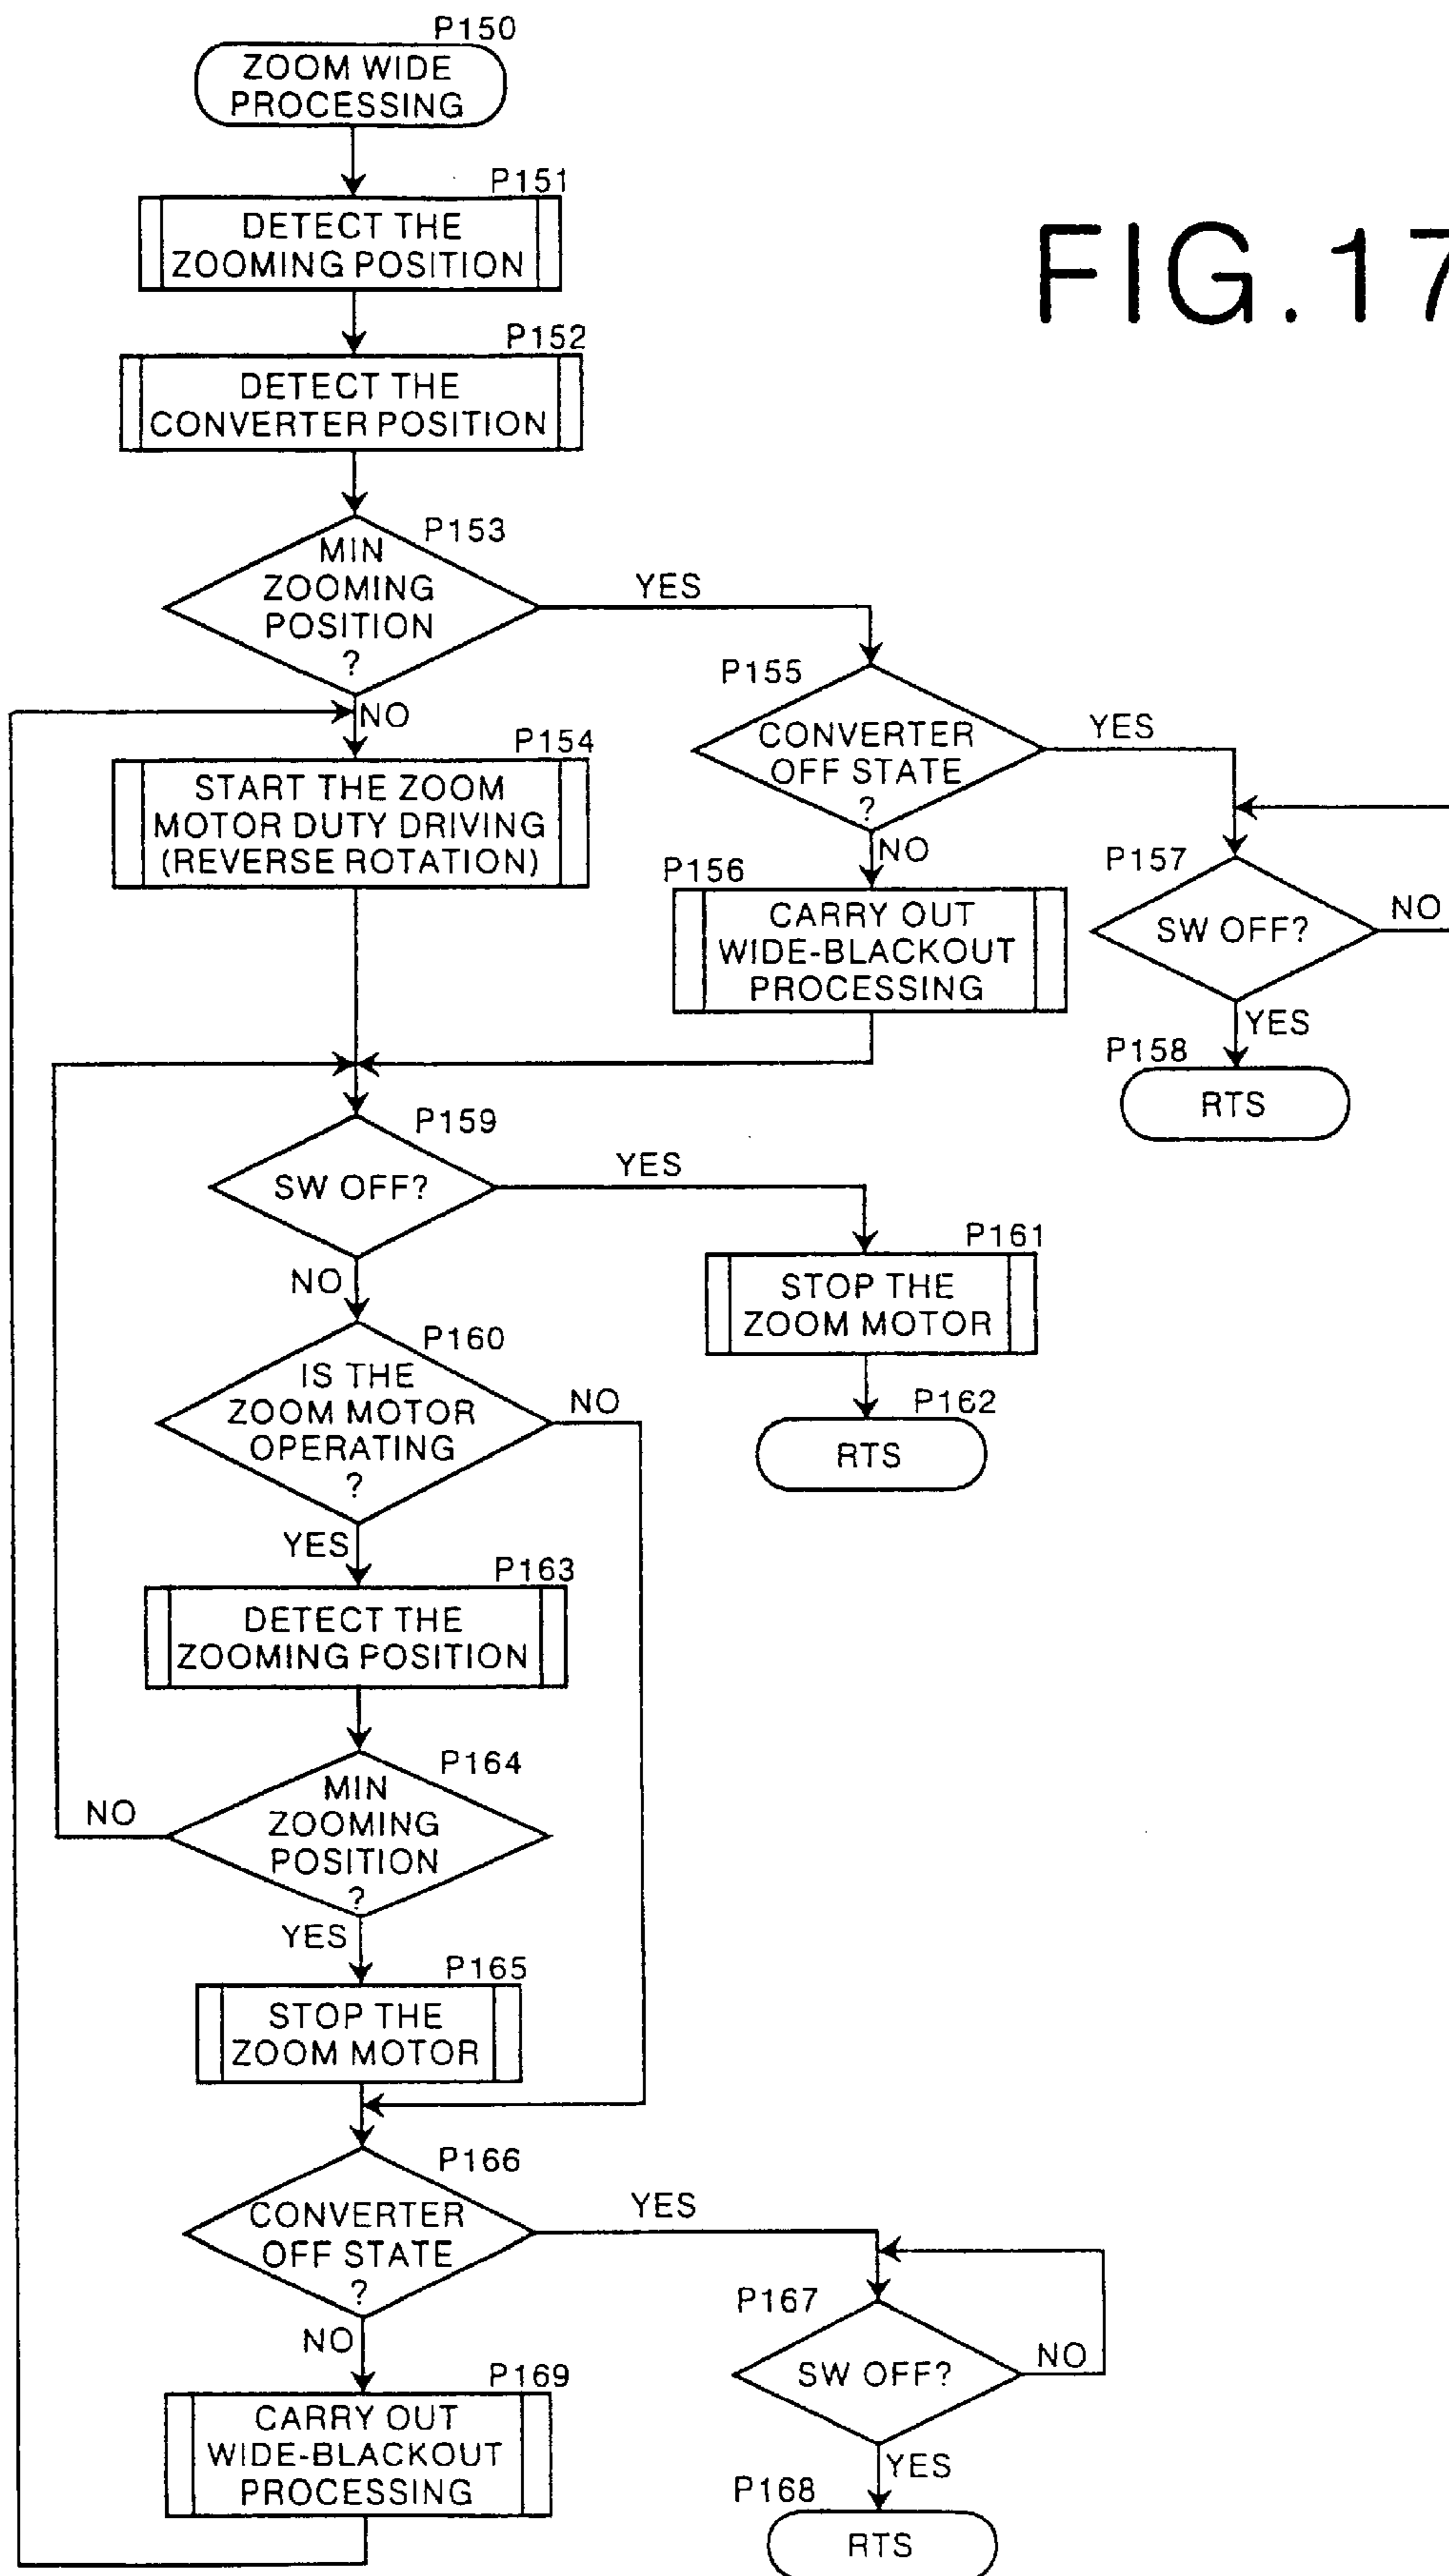 P150
ZOOM WIDE
PROCESSING
P151
DETECT THE
ZOOMING POSITION
FIG.17
P152
DETECT THE
CONVERTER POSITION
P153
MIN
ZOOMING
POSITION
?
YES
NO
P155
CONVERTER
OFF STATE
?
YES
NO
P154
START THE ZOOM
MOTOR DUTY DRIVING
(REVERSE ROTATION)
P156
CARRY OUT
WIDE-BLACKOUT
PROCESSING
P157
SW OFF?
NO
YES
P158
RTS
P159
SW OFF?
YES
NO
P161
STOP THE
ZOOM MOTOR
P162
RTS
P160
IS THE
ZOOM MOTOR
OPERATING
?
NO
YES
P163
DETECT THE
ZOOMING POSITION
P164
MIN
ZOOMING
POSITION
?
NO
YES
P165
STOP THE
ZOOM MOTOR
P166
CONVERTER
OFF STATE
?
YES
NO
P167
SW OFF?
NO
YES
P168
RTS
P169
CARRY OUT
WIDE-BLACKOUT
PROCESSING